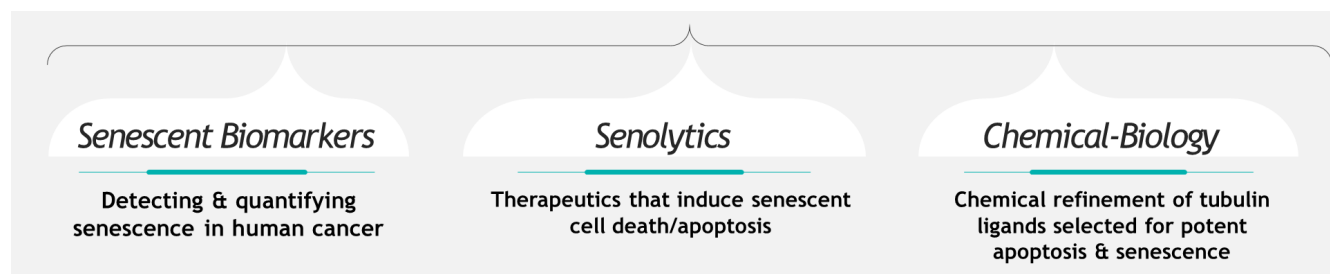 Senescent Biomarkers
Detecting & quantifying
senescence in human cancer
Senolytics
Therapeutics that induce senescent
cell death/apoptosis
Chemical-Biology
Chemical refinement of tubulin
ligands selected for potent
apoptosis & senescence